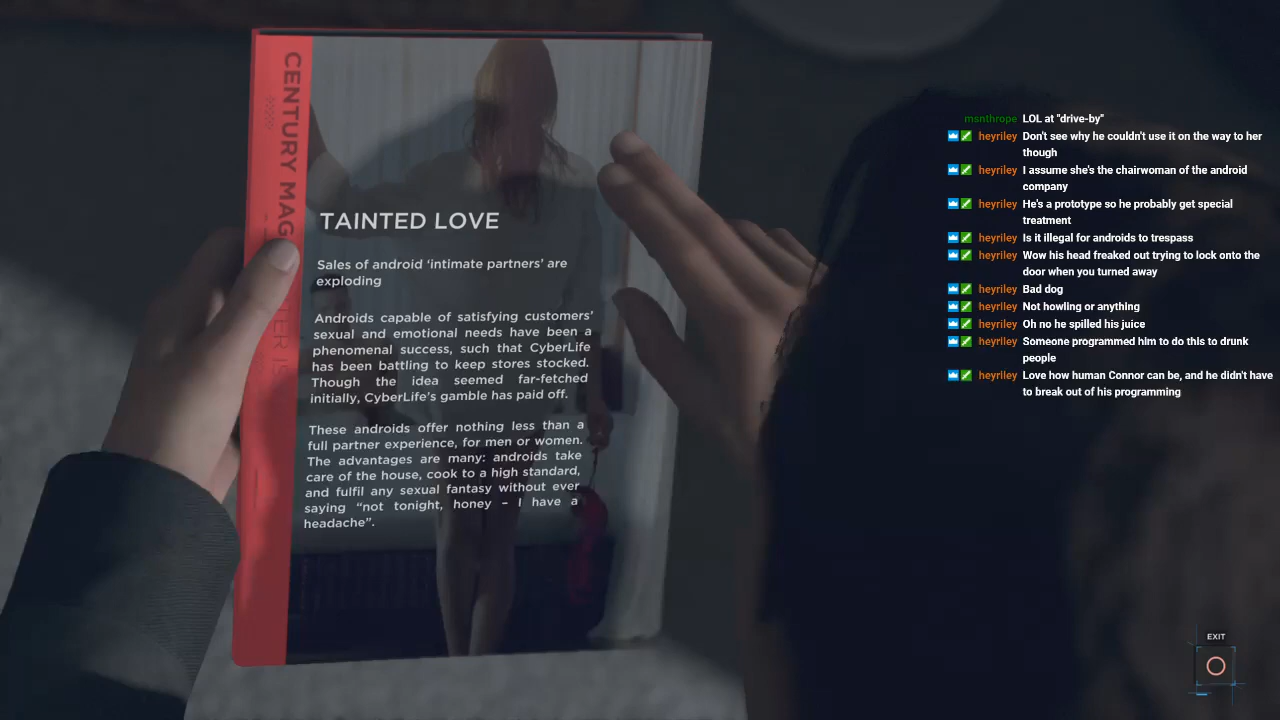 CENTURY MAG
TAINTED LOVE
Sales of android ‘intimate partners’ are
exploding
Androids capable of satisfying customers’
sexual and emotional needs have been a
phenomenal success, such that CyberLife
has been battling to keep stores stocked.
Though the idea seemed far-fetched
initially, CyberLife’s gamble has paid off.
These androids offer nothing less than a
full partner experience, for men or women.
The advantages are many: androids take
care of the house, cook to a high standard,
and fulfil any sexual fantasy without ever
saying “not tonight, honey – I have a
headache”.
msnthrope LOL at "drive-by"
heyriley Don't see why he couldn't use it on the way to her
though
heyriley I assume she's the chairwoman of the android
company
heyriley He's a prototype so he probably get special
treatment
heyriley Is it illegal for androids to trespass
heyriley Wow his head freaked out trying to lock onto the
door when you turned away
heyriley Bad dog
heyriley Not howling or anything
heyriley Oh no he spilled his juice
heyriley Someone programmed him to do this to drunk
people
heyriley Love how human Connor can be, and he didn't have
to break out of his programming
EXIT